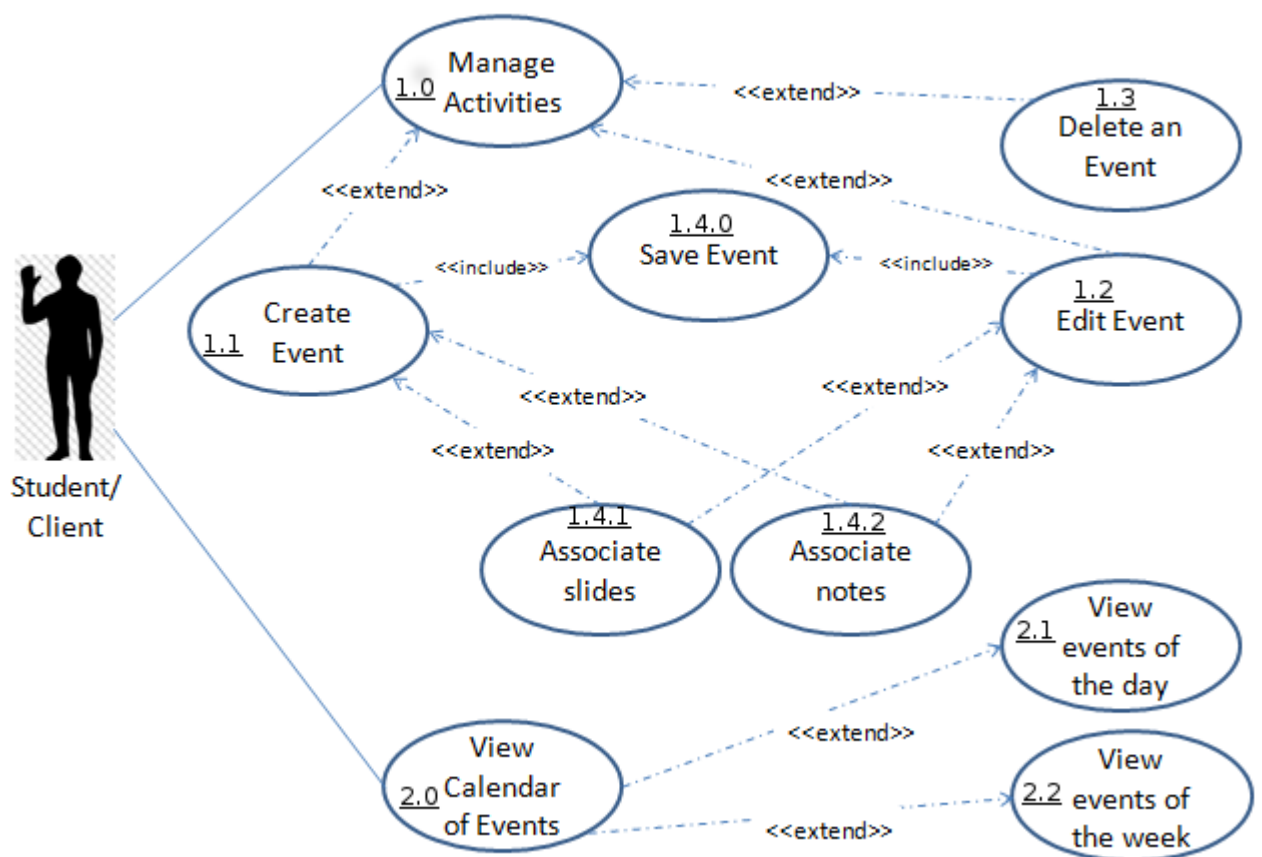 Manage
1.0
Activities
<<extend>>
1.3
Delete an
Event
<<extend>>
<<extend>>
1.4.0
Save Event
<<include>>
<<include>>
1.2
Edit Event
Create
1.1
Event
<<extend>>
<<extend>>
<<extend>>
<<extend>>
Student/
Client
1.4.1
Associate
slides
1.4.2
Associate
notes
View
2.1
events of
the day
<<extend>>
View
2.0
Calendar
of Events
View
2.2
events of
the week
<<extend>>